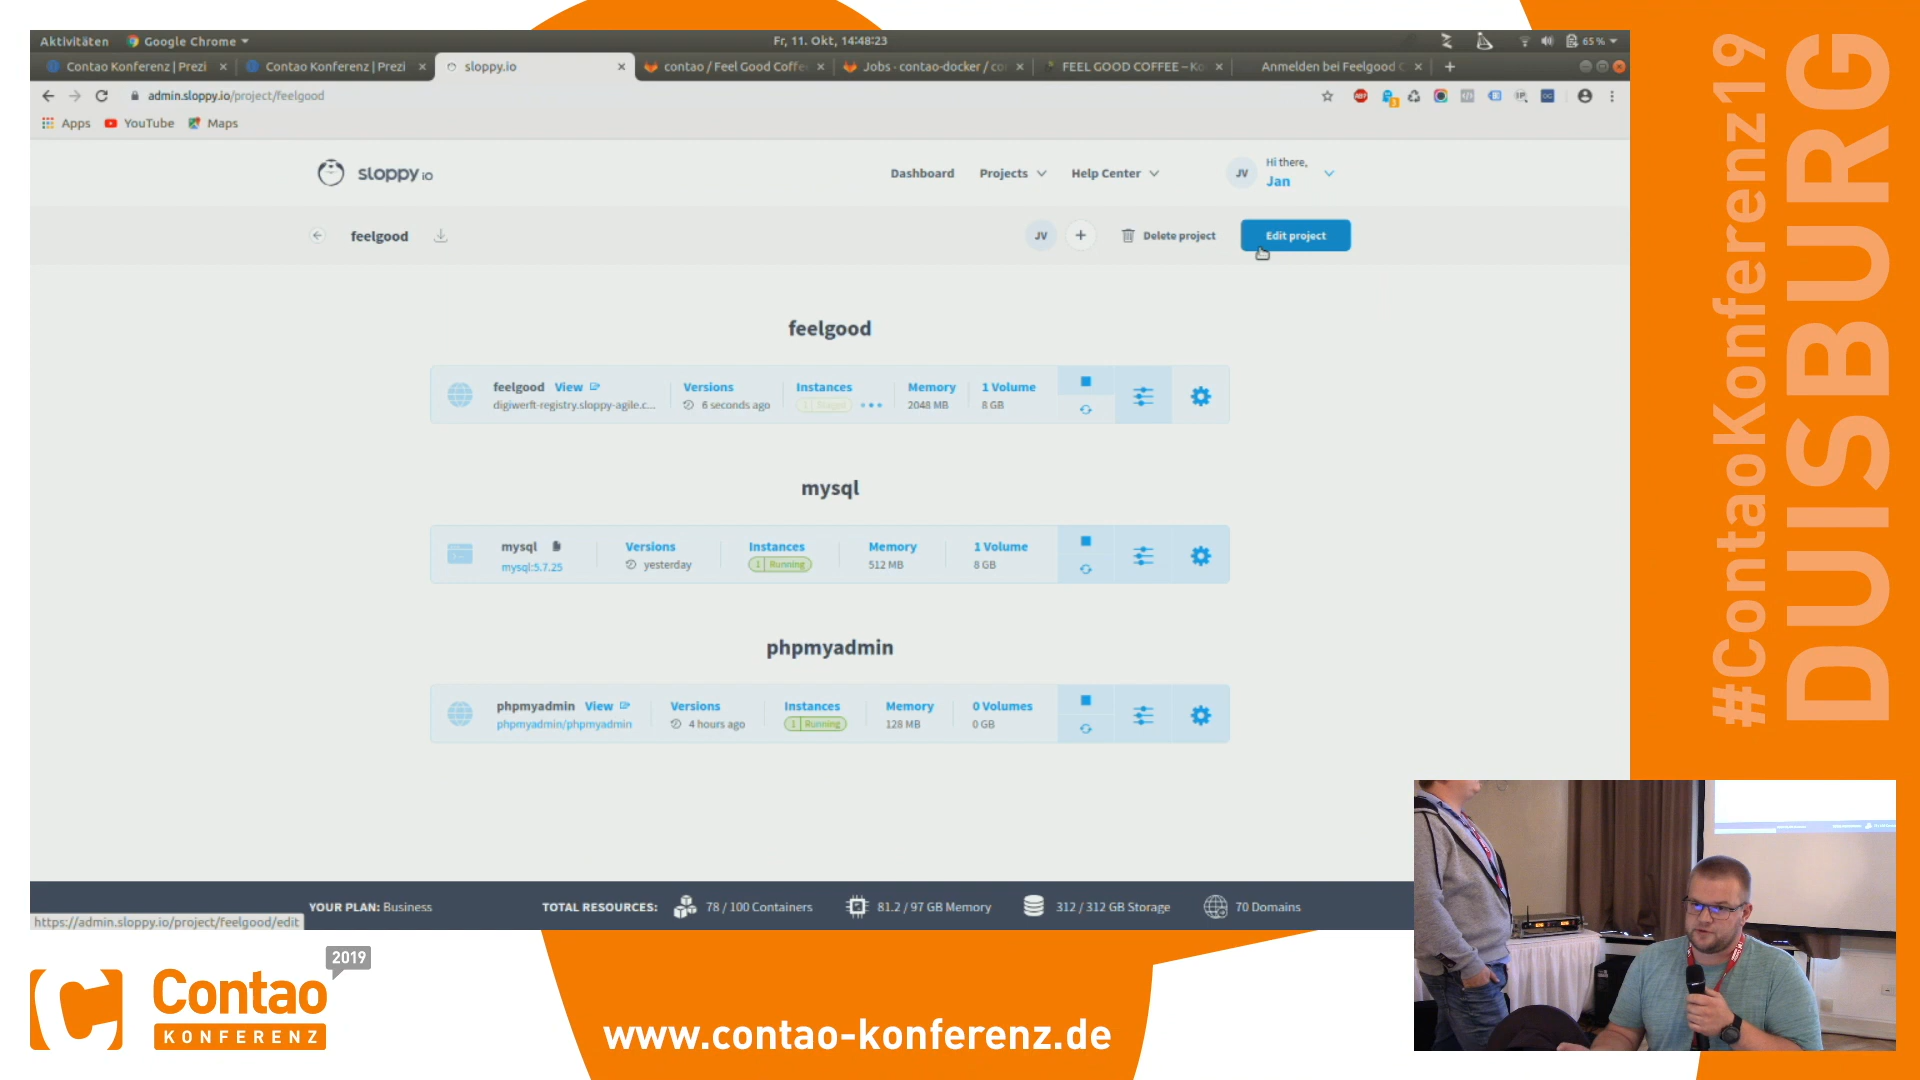 Aktivitäten Google Chrome Fr, 11. Okt, 14:48:23 65 %
Contao Konferenz | Prezi Contao Konferenz | Prezi sloppy.io contao / Feel Good Coffe Jobs · contao-docker / co FEEL GOOD COFFEE – Ko Anmelden bei Feelgood C
admin.sloppy.io/project/feelgood
Apps YouTube Maps
sloppy io Dashboard Projects Help Center JV Hi there,
Jan
feelgood JV + Delete project Edit project
feelgood
feelgood View Versions Instances Memory 1 Volume
digiwerft-registry.sloppy-agile.c... 6 seconds ago 2048 MB 8 GB
mysql
mysql Versions Instances Memory 1 Volume
mysql:5.7.25 yesterday 1 Running 512 MB 8 GB
phpmyadmin
phpmyadmin View Versions Instances Memory 0 Volumes
phpmyadmin/phpmyadmin 4 hours ago 1 Running 128 MB 0 GB
YOUR PLAN: Business TOTAL RESOURCES: 78 / 100 Containers 81.2 / 97 GB Memory 312 / 312 GB Storage 70 Domains
https://admin.sloppy.io/project/feelgood/edit
#ContaoKonferenz19
DUISBURG
2019
Contao
KONFERENZ
www.contao-konferenz.de